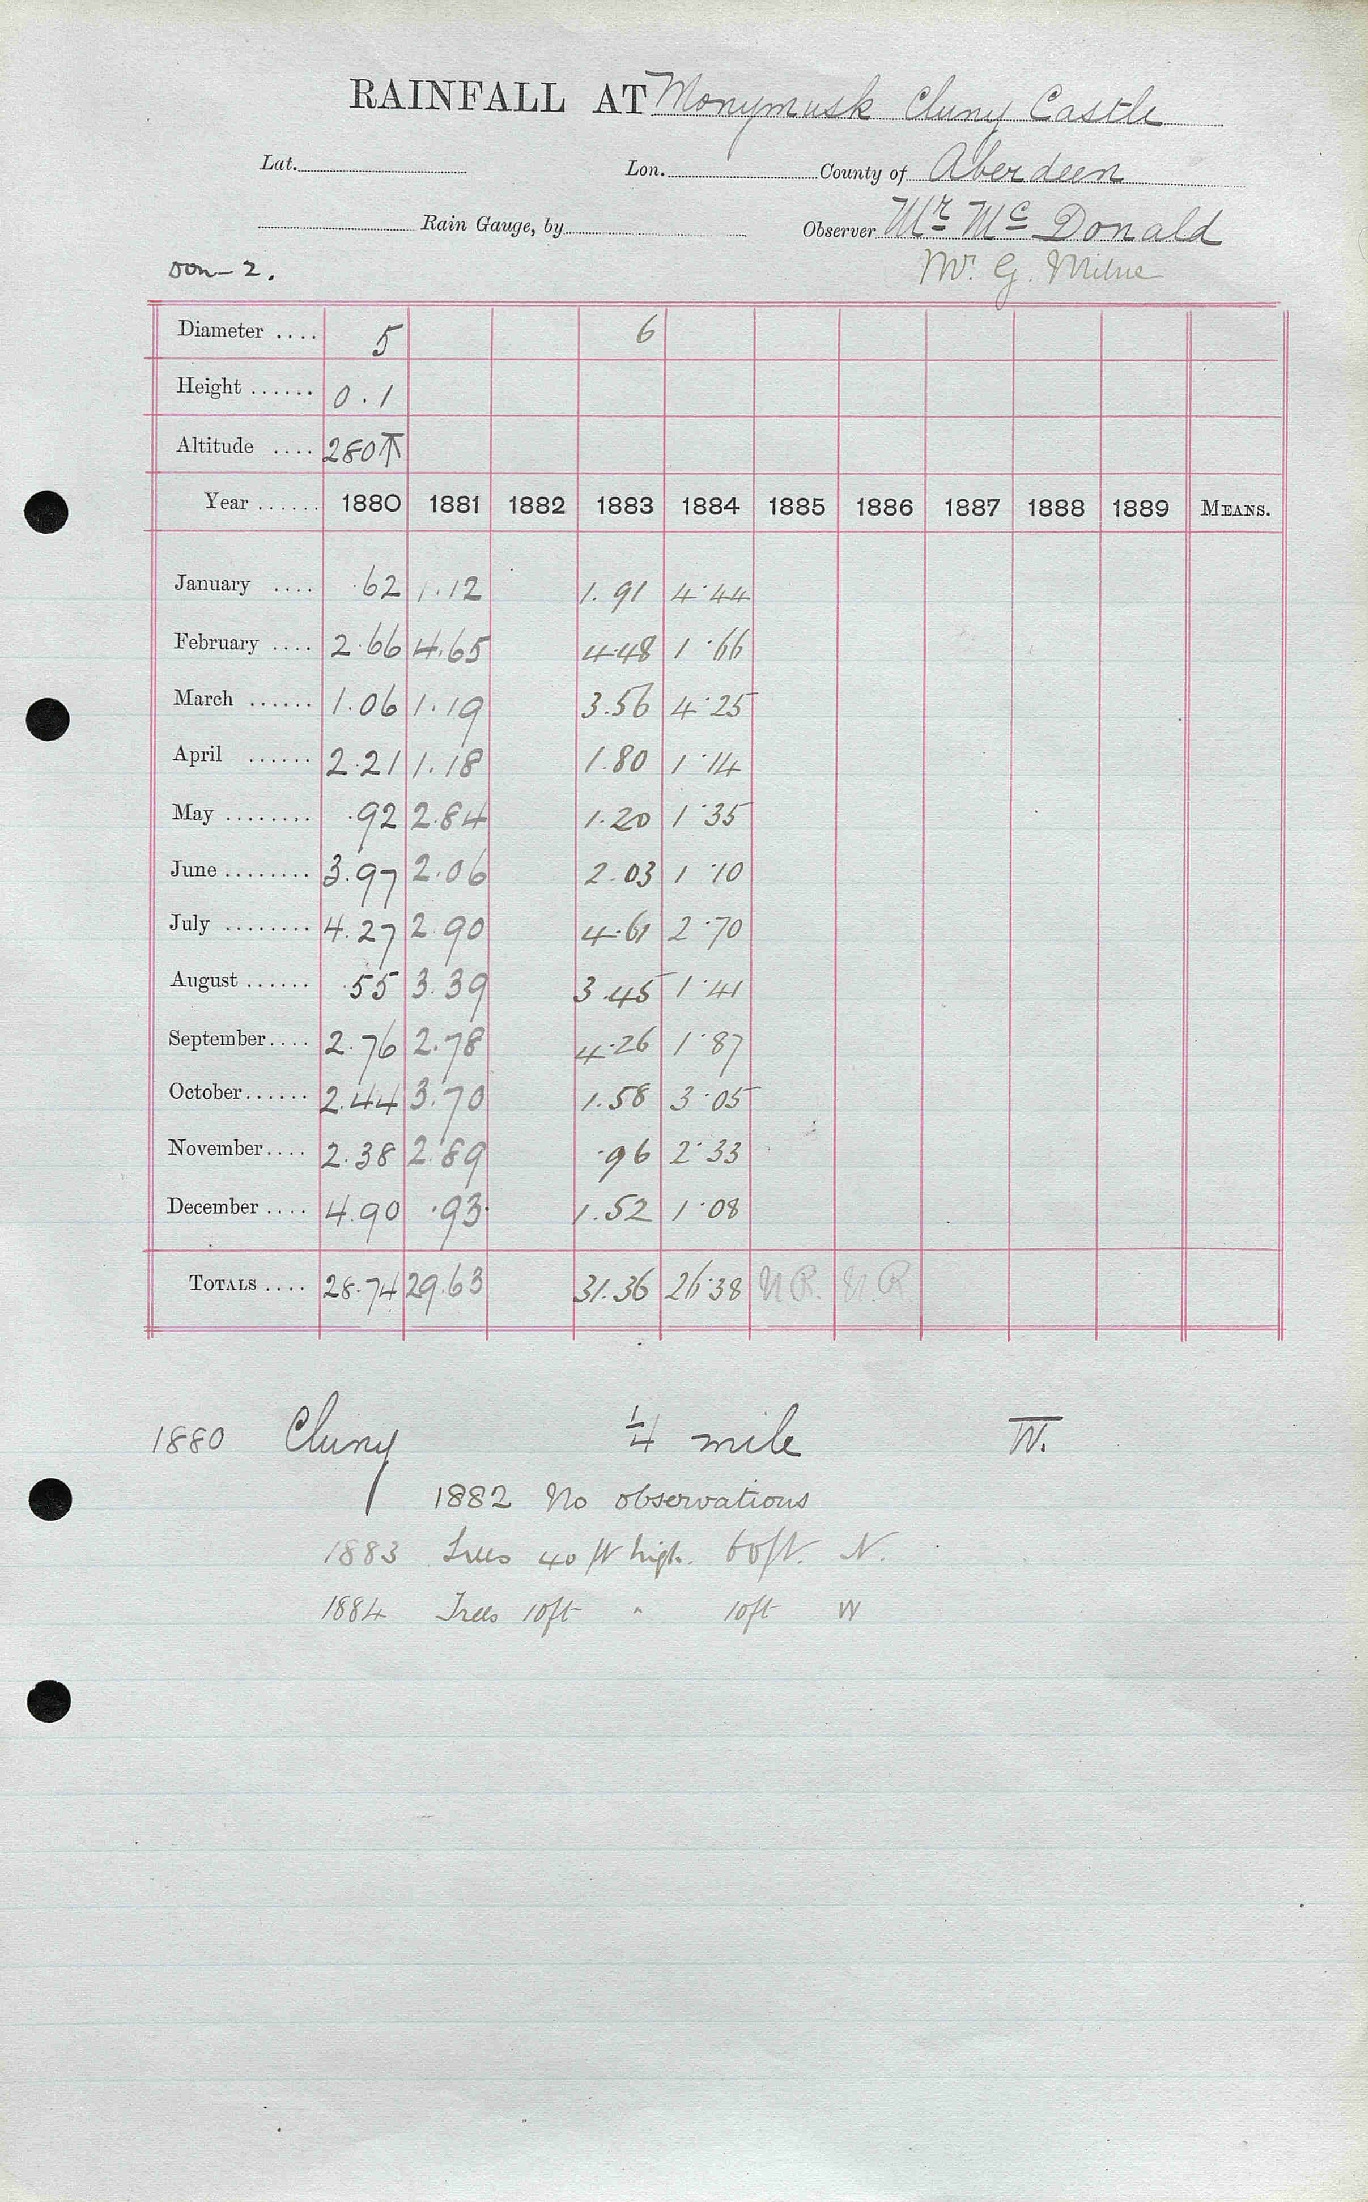 RAINFALL AT Monymusk Cluny Castle
Lat. Lon. County of Aberdeen
Rain Gauge, by Observer Mr Mc Donald
Don-2. Mr. G. Milne
Diameter .... 5 6
Height ...... 0.1
Altitude .... 280
Year ...... 1880 1881 1882 1883 1884 1885 1886 1887 1888 1889 MEANS.
January .... .62 1.12 1.91 4.44
February .... 2.66 4.65 4.48 1.66
March ...... 1.06 1.19 3.56 4.25
April ...... 2.21 1.18 1.80 1.14
May ........ .92 2.84 1.20 1.35
June ........ 3.97 2.06 2.03 1.10
July ........ 4.27 2.90 4.61 2.70
August ...... .55 3.39 3.45 1.41
September.... 2.76 2.78 4.26 1.87
October...... 2.44 3.70 1.58 3.05
November.... 2.38 2.89 .96 2.33
December .... 4.90 .93 1.52 1.08
TOTALS .... 28.74 29.63 31.36 26.38 N.R. N.R.
1880 Cluny 1/4 mile W.
1882 No observations
1883 Trees 40 ft high. 60ft. N.
1884 Trees 10ft " 10ft W